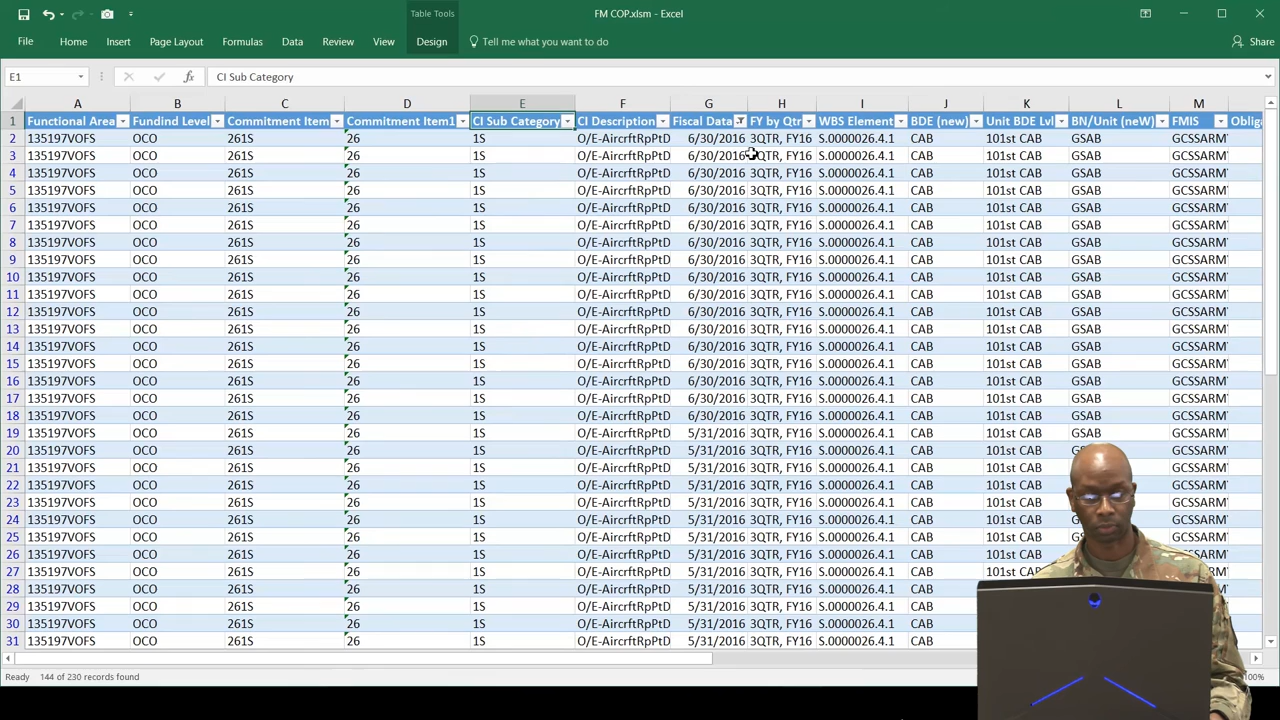 Table Tools
FM COP.xlsm - Excel
File Home Insert Page Layout Formulas Data Review View Design Tell me what you want to do Share
E1 fx CI Sub Category
A B C D E F G H I J K L M
1 Functional Area Fundind Level Commitment Item Commitment Item1 CI Sub Category CI Description Fiscal Data FY by Qtr WBS Element BDE (new) Unit BDE Lvl BN/Unit (neW) FMIS Obliga
2 135197VOFS OCO 261S 26 1S O/E-AircrftRpPtD 6/30/2016 3QTR, FY16 S.0000026.4.1 CAB 101st CAB GSAB GCSSARMY
3 135197VOFS OCO 261S 26 1S O/E-AircrftRpPtD 6/30/2016 3QTR, FY16 S.0000026.4.1 CAB 101st CAB GSAB GCSSARMY
4 135197VOFS OCO 261S 26 1S O/E-AircrftRpPtD 6/30/2016 3QTR, FY16 S.0000026.4.1 CAB 101st CAB GSAB GCSSARMY
5 135197VOFS OCO 261S 26 1S O/E-AircrftRpPtD 6/30/2016 3QTR, FY16 S.0000026.4.1 CAB 101st CAB GSAB GCSSARMY
6 135197VOFS OCO 261S 26 1S O/E-AircrftRpPtD 6/30/2016 3QTR, FY16 S.0000026.4.1 CAB 101st CAB GSAB GCSSARMY
7 135197VOFS OCO 261S 26 1S O/E-AircrftRpPtD 6/30/2016 3QTR, FY16 S.0000026.4.1 CAB 101st CAB GSAB GCSSARMY
8 135197VOFS OCO 261S 26 1S O/E-AircrftRpPtD 6/30/2016 3QTR, FY16 S.0000026.4.1 CAB 101st CAB GSAB GCSSARMY
9 135197VOFS OCO 261S 26 1S O/E-AircrftRpPtD 6/30/2016 3QTR, FY16 S.0000026.4.1 CAB 101st CAB GSAB GCSSARMY
10 135197VOFS OCO 261S 26 1S O/E-AircrftRpPtD 6/30/2016 3QTR, FY16 S.0000026.4.1 CAB 101st CAB GSAB GCSSARMY
11 135197VOFS OCO 261S 26 1S O/E-AircrftRpPtD 6/30/2016 3QTR, FY16 S.0000026.4.1 CAB 101st CAB GSAB GCSSARMY
12 135197VOFS OCO 261S 26 1S O/E-AircrftRpPtD 6/30/2016 3QTR, FY16 S.0000026.4.1 CAB 101st CAB GSAB GCSSARMY
13 135197VOFS OCO 261S 26 1S O/E-AircrftRpPtD 6/30/2016 3QTR, FY16 S.0000026.4.1 CAB 101st CAB GSAB GCSSARMY
14 135197VOFS OCO 261S 26 1S O/E-AircrftRpPtD 6/30/2016 3QTR, FY16 S.0000026.4.1 CAB 101st CAB GSAB GCSSARMY
15 135197VOFS OCO 261S 26 1S O/E-AircrftRpPtD 6/30/2016 3QTR, FY16 S.0000026.4.1 CAB 101st CAB GSAB GCSSARMY
16 135197VOFS OCO 261S 26 1S O/E-AircrftRpPtD 6/30/2016 3QTR, FY16 S.0000026.4.1 CAB 101st CAB GSAB GCSSARMY
17 135197VOFS OCO 261S 26 1S O/E-AircrftRpPtD 6/30/2016 3QTR, FY16 S.0000026.4.1 CAB 101st CAB GSAB GCSSARMY
18 135197VOFS OCO 261S 26 1S O/E-AircrftRpPtD 6/30/2016 3QTR, FY16 S.0000026.4.1 CAB 101st CAB GSAB GCSSARMY
19 135197VOFS OCO 261S 26 1S O/E-AircrftRpPtD 5/31/2016 3QTR, FY16 S.0000026.4.1 CAB 101st CAB GSAB GCSSARMY
20 135197VOFS OCO 261S 26 1S O/E-AircrftRpPtD 5/31/2016 3QTR, FY16 S.0000026.4.1 CAB 101st CAB GCSSARMY
21 135197VOFS OCO 261S 26 1S O/E-AircrftRpPtD 5/31/2016 3QTR, FY16 S.0000026.4.1 CAB 101st CAB GCSSARMY
22 135197VOFS OCO 261S 26 1S O/E-AircrftRpPtD 5/31/2016 3QTR, FY16 S.0000026.4.1 CAB 101st CAB GCSSARMY
23 135197VOFS OCO 261S 26 1S O/E-AircrftRpPtD 5/31/2016 3QTR, FY16 S.0000026.4.1 CAB 101st CAB GCSSARMY
24 135197VOFS OCO 261S 26 1S O/E-AircrftRpPtD 5/31/2016 3QTR, FY16 S.0000026.4.1 CAB 101st CAB GCSSARMY
25 135197VOFS OCO 261S 26 1S O/E-AircrftRpPtD 5/31/2016 3QTR, FY16 S.0000026.4.1 CAB 101st CAB GCSSARMY
26 135197VOFS OCO 261S 26 1S O/E-AircrftRpPtD 5/31/2016 3QTR, FY16 S.0000026.4.1 CAB 101st CAB GCSSARMY
27 135197VOFS OCO 261S 26 1S O/E-AircrftRpPtD 5/31/2016 3QTR, FY16 S.0000026.4.1 CAB 101st GCSSARMY
28 135197VOFS OCO 261S 26 1S O/E-AircrftRpPtD 5/31/2016 3QTR, FY16 S.0000026.4.1 CAB
29 135197VOFS OCO 261S 26 1S O/E-AircrftRpPtD 5/31/2016 3QTR, FY16 S.0000026.4.1 CAB
30 135197VOFS OCO 261S 26 1S O/E-AircrftRpPtD 5/31/2016 3QTR, FY16 S.0000026.4.1 CAB
31 135197VOFS OCO 261S 26 1S O/E-AircrftRpPtD 5/31/2016 3QTR, FY16 S.0000026.4.1 CAB
Ready 144 of 230 records found 100%